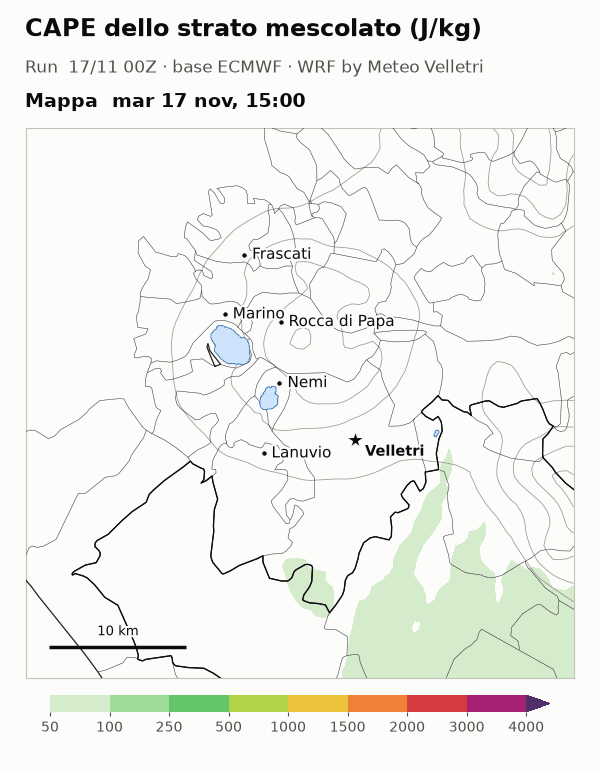 CAPE dello strato mescolato (J/kg)
Run 17/11 00Z · base ECMWF · WRF by Meteo Velletri
Mappa mar 17 nov, 15:00
Frascati
Marino
Rocca di Papa
Nemi
Velletri
Lanuvio
10 km
50 100 250 500 1000 1500 2000 3000 4000